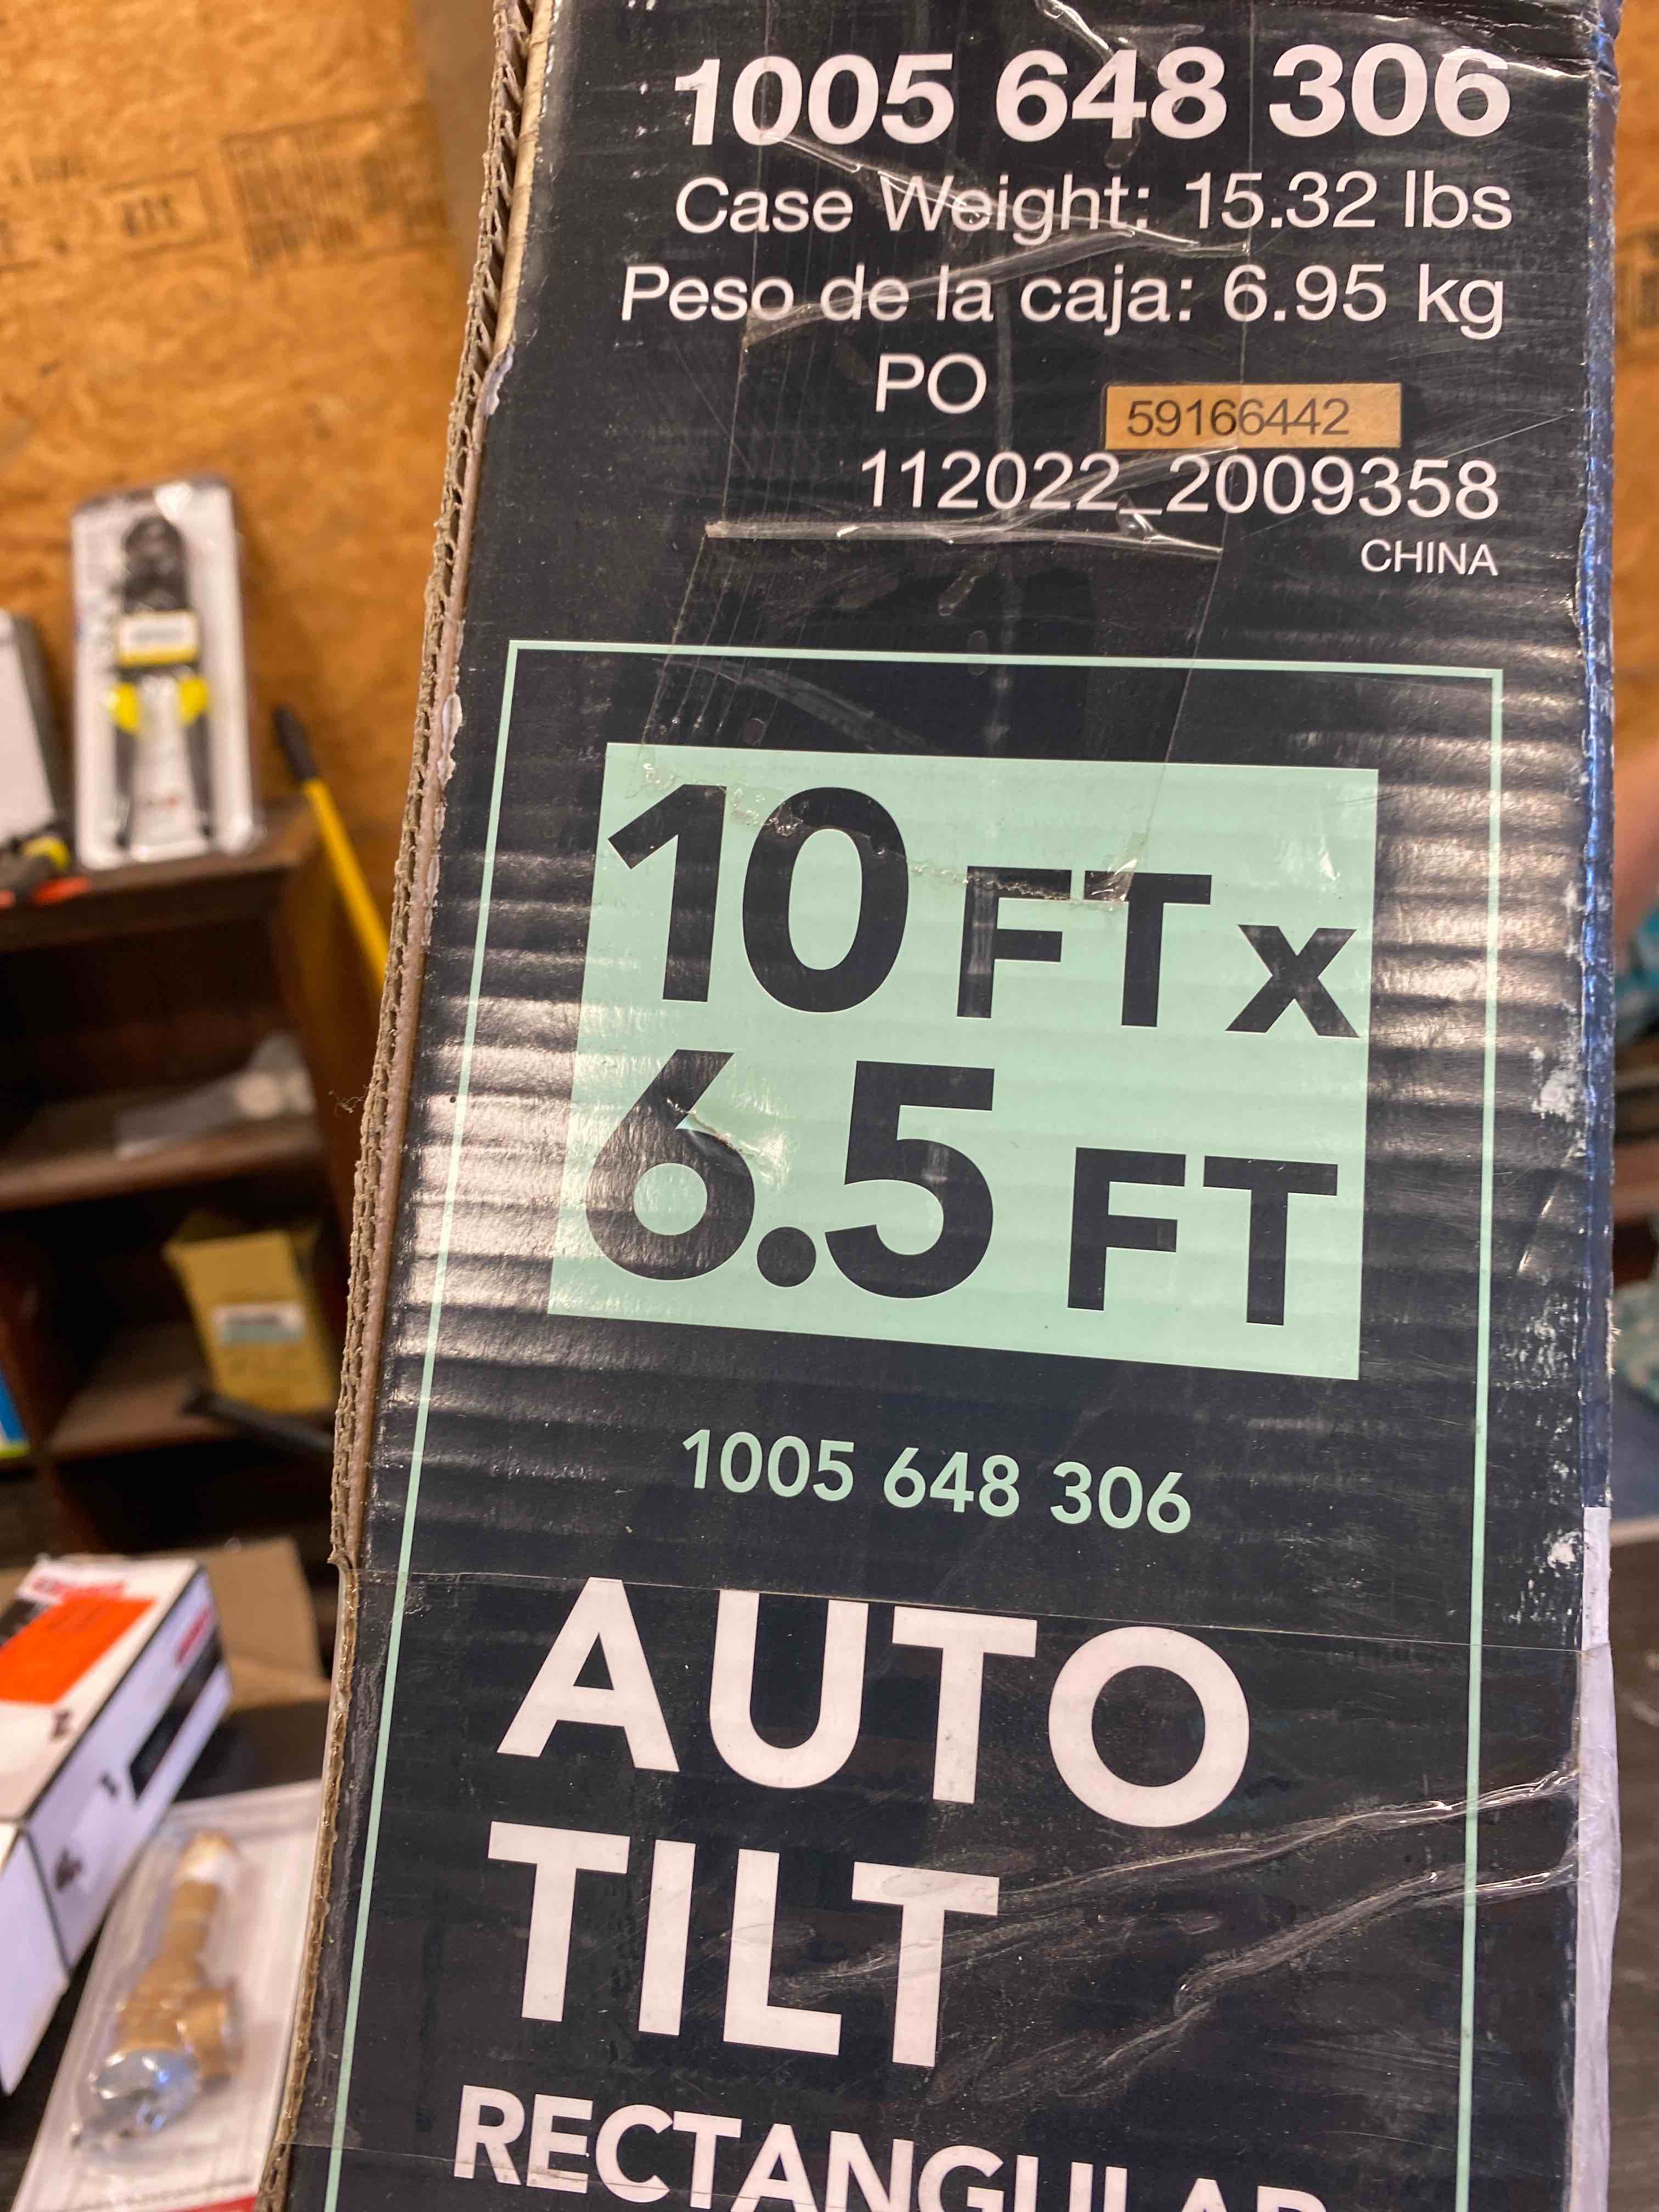 1005 648 306
Case Weight: 15.32 lbs
Peso de la caja: 6.95 kg
PO
59166442
112022_2009358
CHINA
10 FT x
6.5 FT
1005 648 306
AUTO
TILT
RECTANGULAR